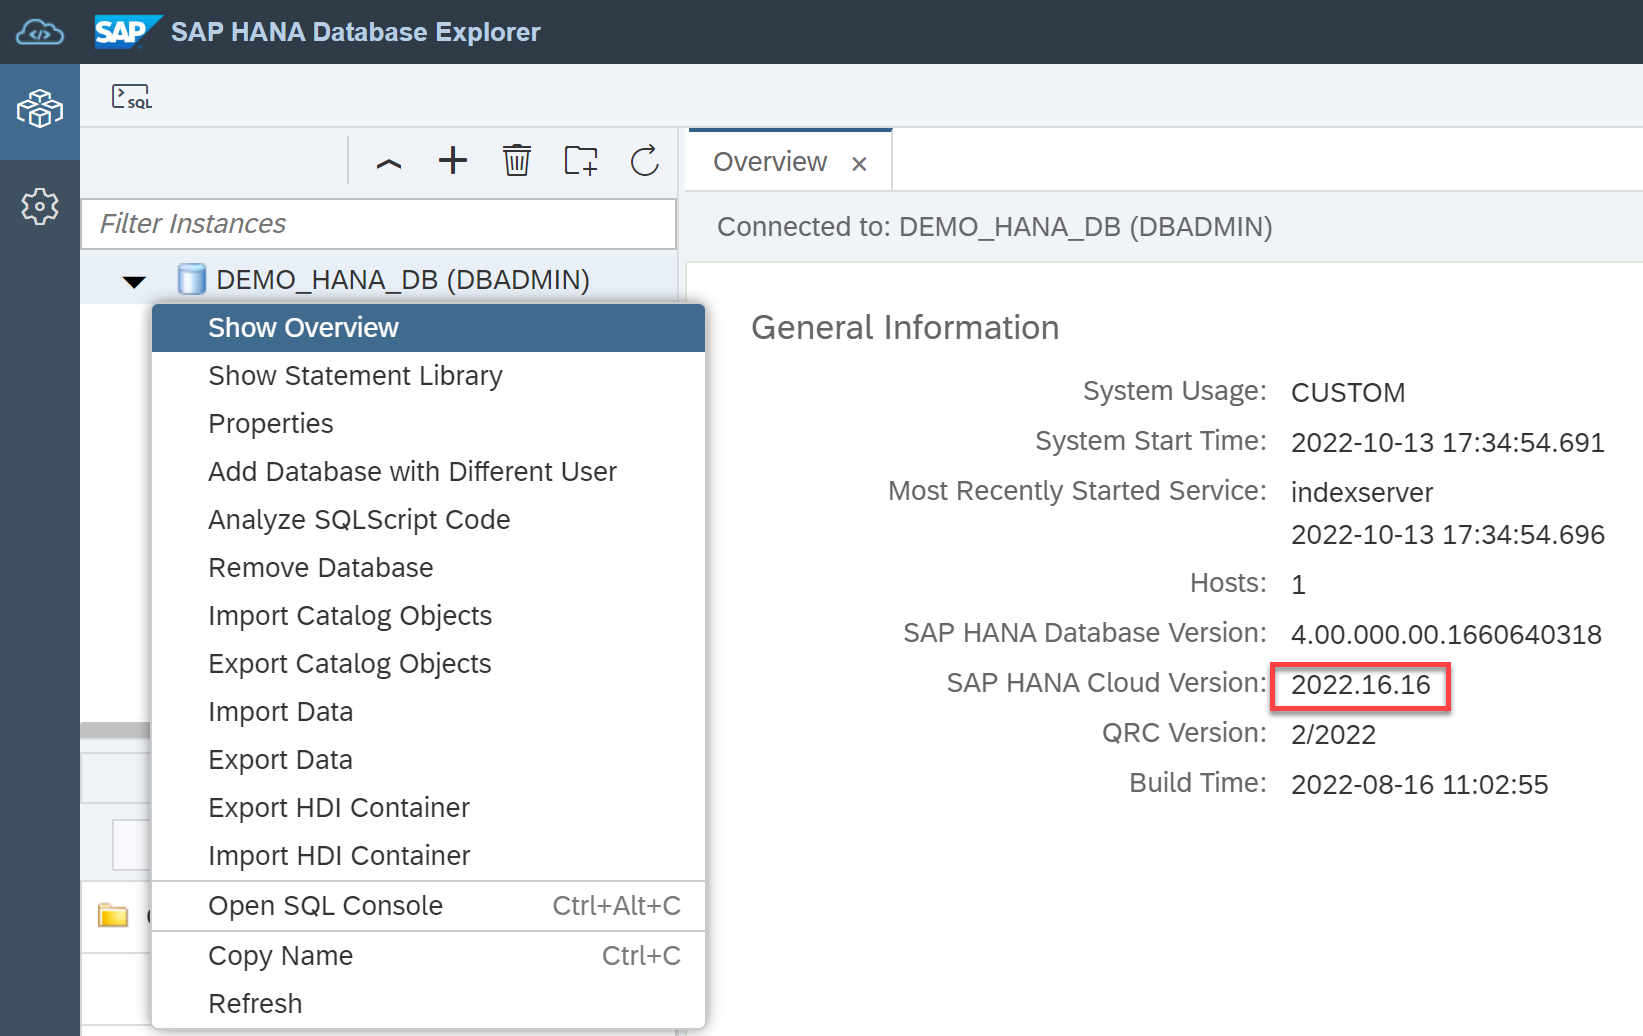 SAP SAP HANA Database Explorer
SQL
Overview ×
Filter Instances
Connected to: DEMO_HANA_DB (DBADMIN)
DEMO_HANA_DB (DBADMIN)
Show Overview
Show Statement Library
Properties
Add Database with Different User
Analyze SQLScript Code
Remove Database
Import Catalog Objects
Export Catalog Objects
Import Data
Export Data
Export HDI Container
Import HDI Container
Open SQL Console Ctrl+Alt+C
Copy Name Ctrl+C
Refresh
General Information
System Usage: CUSTOM
System Start Time: 2022-10-13 17:34:54.691
Most Recently Started Service: indexserver
2022-10-13 17:34:54.696
Hosts: 1
SAP HANA Database Version: 4.00.000.00.1660640318
SAP HANA Cloud Version: 2022.16.16
QRC Version: 2/2022
Build Time: 2022-08-16 11:02:55